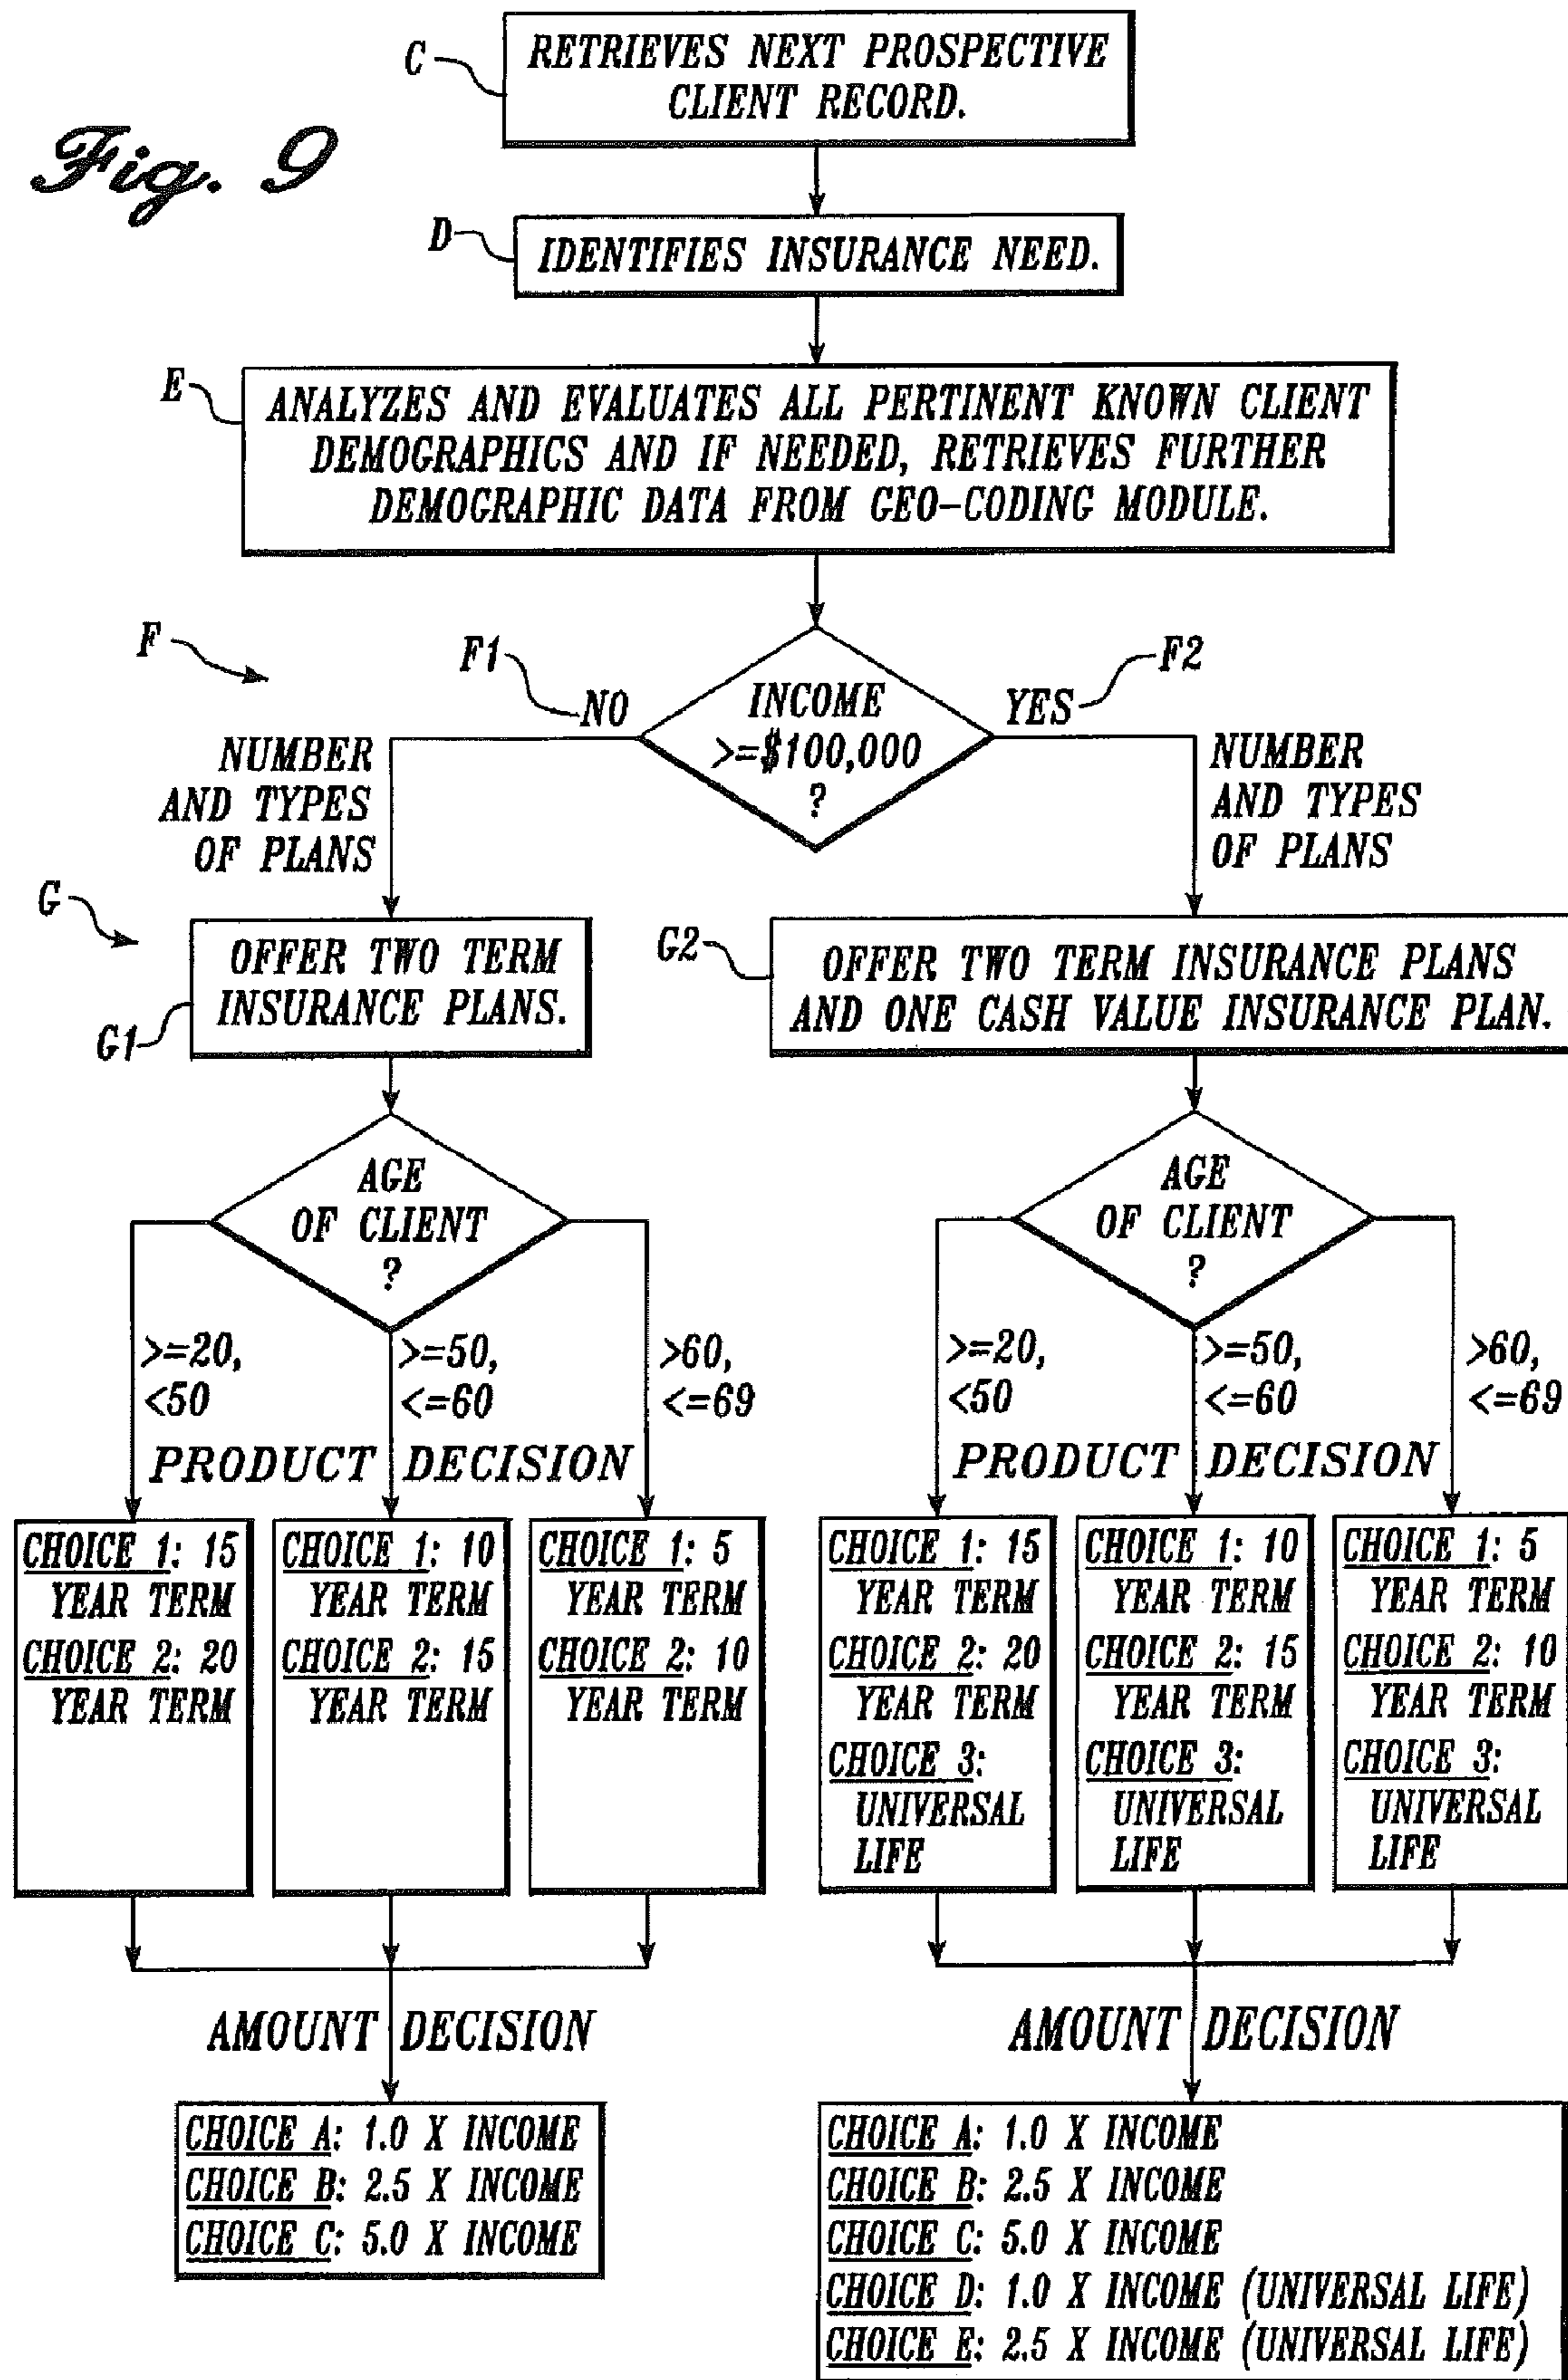 Fig. 9
C
RETRIEVES NEXT PROSPECTIVE
CLIENT RECORD.
D
IDENTIFIES INSURANCE NEED.
E
ANALYZES AND EVALUATES ALL PERTINENT KNOWN CLIENT
DEMOGRAPHICS AND IF NEEDED, RETRIEVES FURTHER
DEMOGRAPHIC DATA FROM GEO-CODING MODULE.
F
F1
NO
INCOME
>=$100,000
?
YES
F2
NUMBER
AND TYPES
OF PLANS
NUMBER
AND TYPES
OF PLANS
G
G1
OFFER TWO TERM
INSURANCE PLANS.
G2
OFFER TWO TERM INSURANCE PLANS
AND ONE CASH VALUE INSURANCE PLAN.
AGE
OF CLIENT
?
>=20,
<50
>=50,
<=60
>60,
<=69
PRODUCT DECISION
CHOICE 1: 15
YEAR TERM
CHOICE 2: 20
YEAR TERM
CHOICE 1: 10
YEAR TERM
CHOICE 2: 15
YEAR TERM
CHOICE 1: 5
YEAR TERM
CHOICE 2: 10
YEAR TERM
AMOUNT DECISION
CHOICE A: 1.0 X INCOME
CHOICE B: 2.5 X INCOME
CHOICE C: 5.0 X INCOME
AGE
OF CLIENT
?
>=20,
<50
>=50,
<=60
>60,
<=69
PRODUCT DECISION
CHOICE 1: 15
YEAR TERM
CHOICE 2: 20
YEAR TERM
CHOICE 3:
UNIVERSAL
LIFE
CHOICE 1: 10
YEAR TERM
CHOICE 2: 15
YEAR TERM
CHOICE 3:
UNIVERSAL
LIFE
CHOICE 1: 5
YEAR TERM
CHOICE 2: 10
YEAR TERM
CHOICE 3:
UNIVERSAL
LIFE
AMOUNT DECISION
CHOICE A: 1.0 X INCOME
CHOICE B: 2.5 X INCOME
CHOICE C: 5.0 X INCOME
CHOICE D: 1.0 X INCOME (UNIVERSAL LIFE)
CHOICE E: 2.5 X INCOME (UNIVERSAL LIFE)